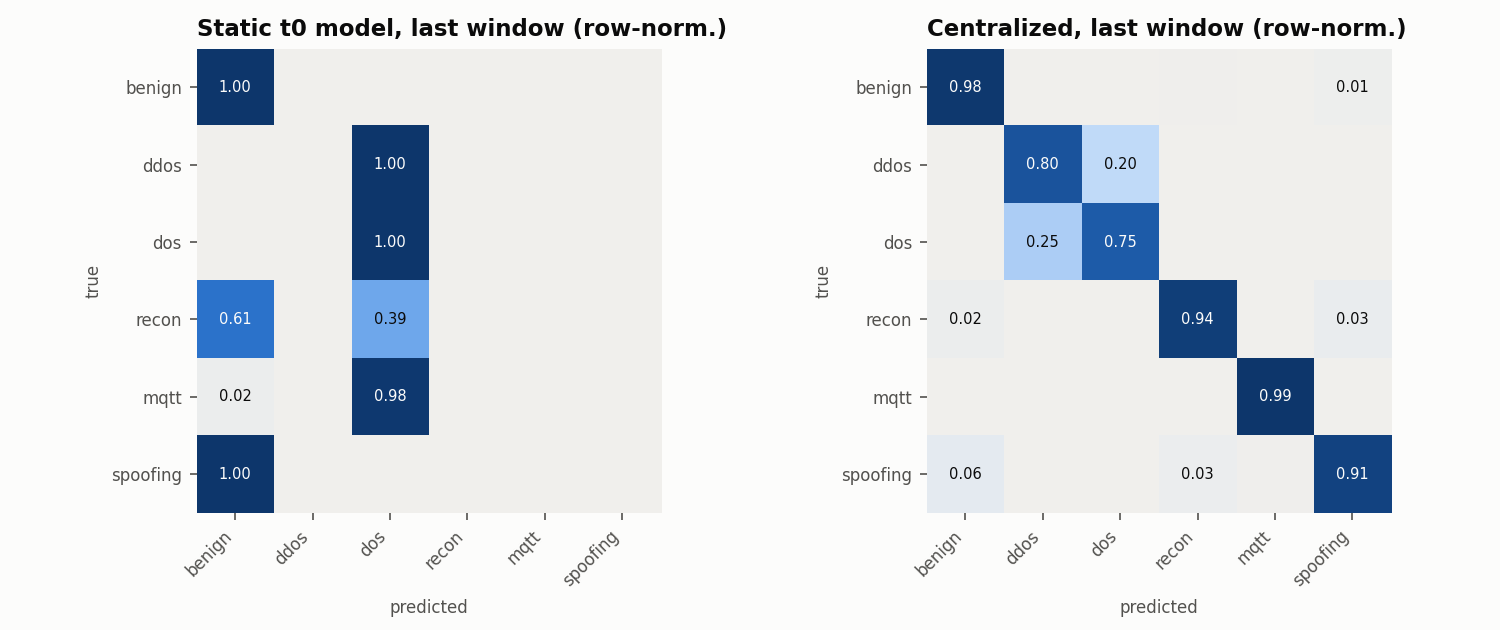 Static t0 model, last window (row-norm.)
benign 1.00
ddos 1.00
dos 1.00
recon 0.61 0.39
mqtt 0.02 0.98
spoofing 1.00
true
benign ddos dos recon mqtt spoofing
predicted
Centralized, last window (row-norm.)
benign 0.98 0.01
ddos 0.80 0.20
dos 0.25 0.75
recon 0.02 0.94 0.03
mqtt 0.99
spoofing 0.06 0.03 0.91
true
benign ddos dos recon mqtt spoofing
predicted